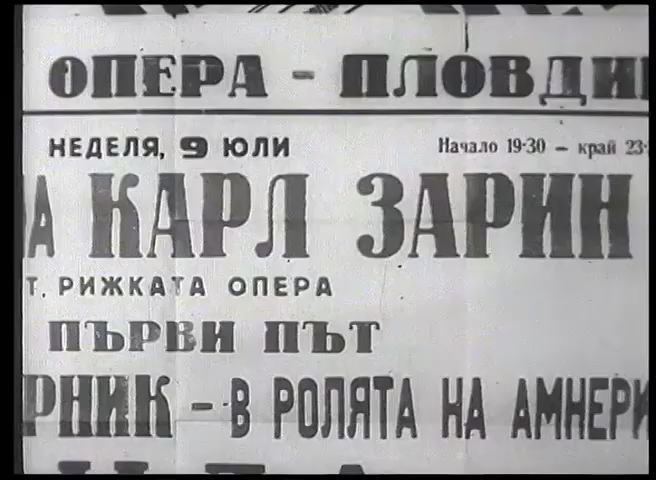 ОПЕРА - ПЛОВДИ
НЕДЕЛЯ, 9 ЮЛИ
Начало 19·30 – край 23·
А КАРЛ ЗАРИН
Т. РИЖКАТА ОПЕРА
ПЪРВИ ПЪТ
РНИК - В РОЛЯТА НА АМНЕРИ